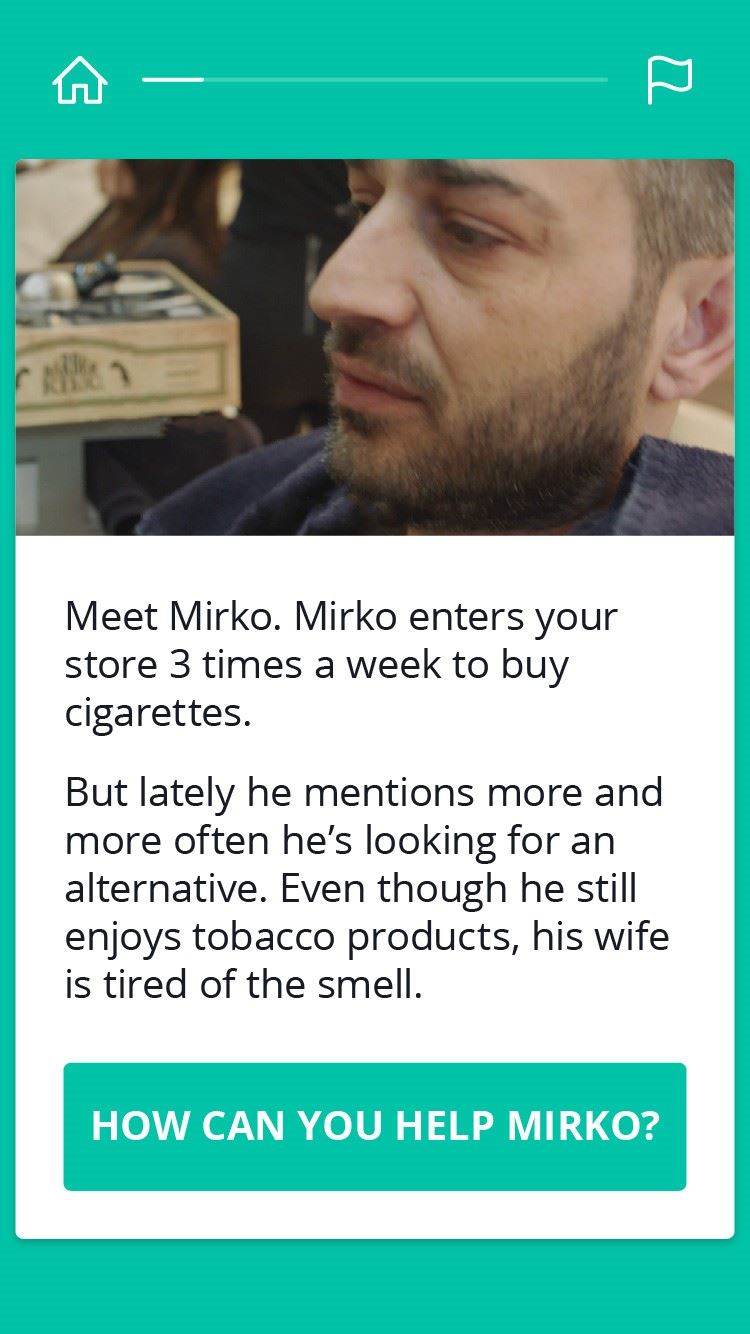 Meet Mirko. Mirko enters your
store 3 times a week to buy
cigarettes.
But lately he mentions more and
more often he’s looking for an
alternative. Even though he still
enjoys tobacco products, his wife
is tired of the smell.
HOW CAN YOU HELP MIRKO?